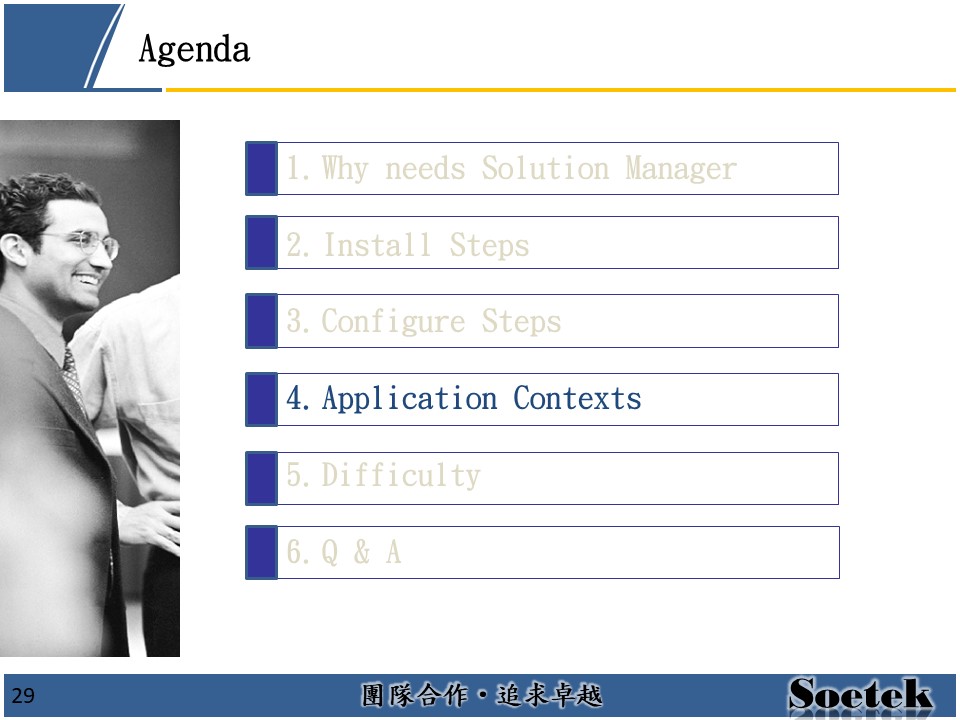 Agenda
1. Why needs Solution Manager
2. Install Steps
3. Configure Steps
4. Application Contexts
5. Difficulty
6. Q & A
29
團隊合作‧追求卓越
Soetek